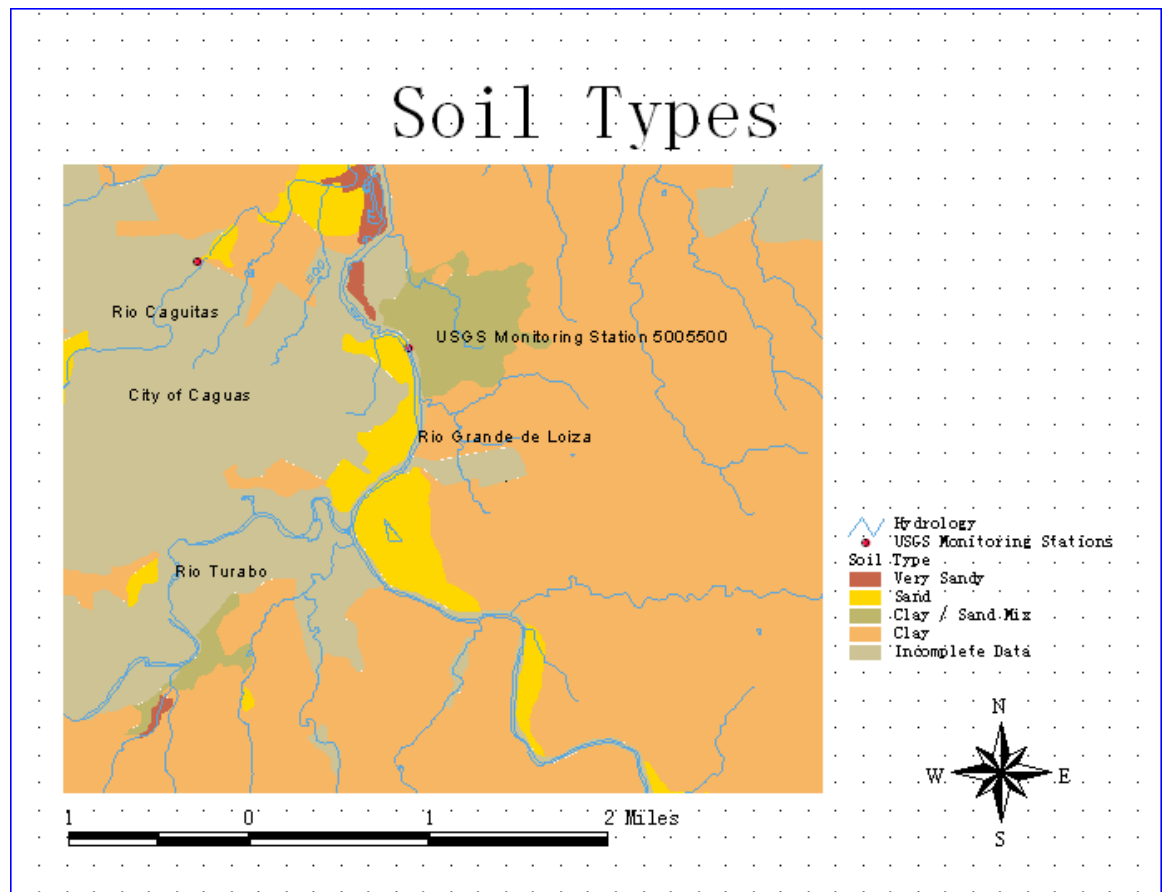 Soil Types
Rio Caguitas
USGS Monitoring Station 5005500
City of Caguas
Rio Grande de Loiza
Rio Turabo
Hydrology
USGS Monitoring Stations
Soil Type
Very Sandy
Sand
Clay / Sand Mix
Clay
Incomplete Data
N
W E
S
1 0 1 2 Miles